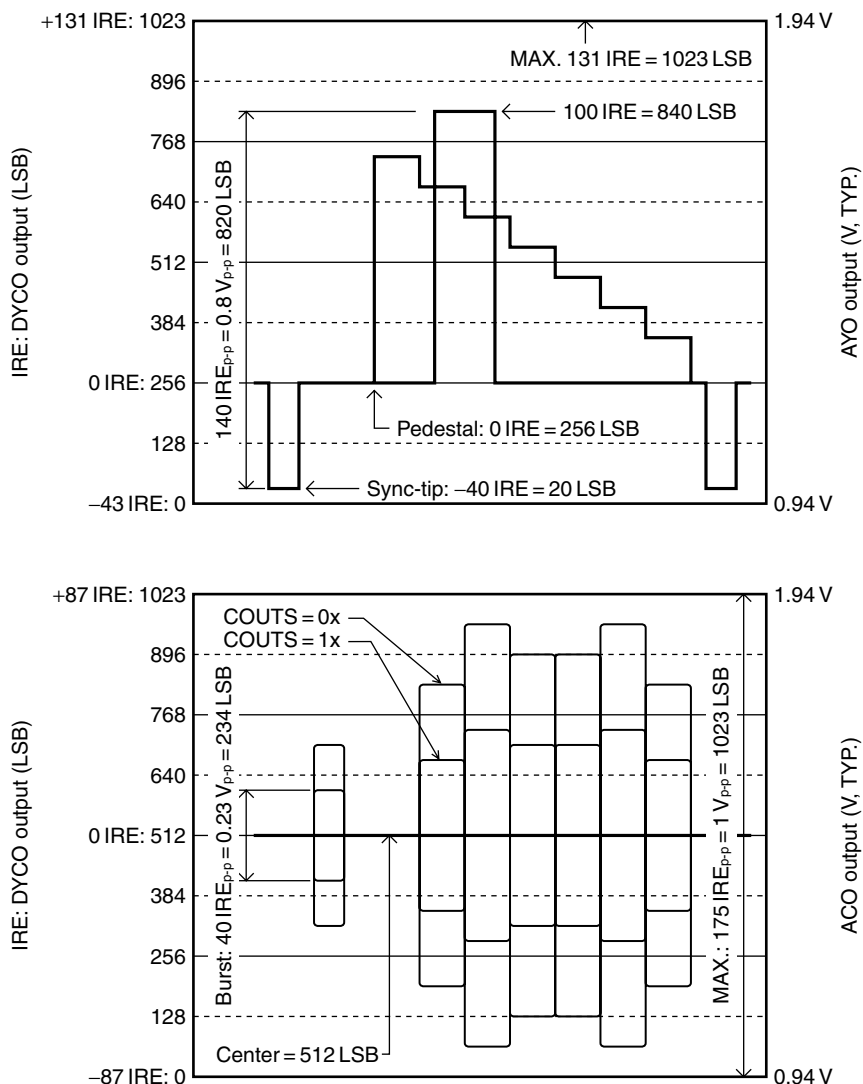 +131 IRE: 1023
1.94 V
MAX. 131 IRE = 1023 LSB
896
100 IRE = 840 LSB
768
640
512
384
0 IRE: 256
Pedestal: 0 IRE = 256 LSB
128
Sync-tip: −40 IRE = 20 LSB
−43 IRE: 0
0.94 V
IRE: DYCO output (LSB)
140 IREp-p = 0.8 Vp-p = 820 LSB
AYO output (V, TYP.)
+87 IRE: 1023
1.94 V
COUTS = 0x
COUTS = 1x
896
768
640
0 IRE: 512
384
256
128
Center = 512 LSB
−87 IRE: 0
0.94 V
IRE: DYCO output (LSB)
Burst: 40 IREp-p = 0.23 Vp-p = 234 LSB
MAX.: 175 IREp-p = 1 Vp-p = 1023 LSB
ACO output (V, TYP.)